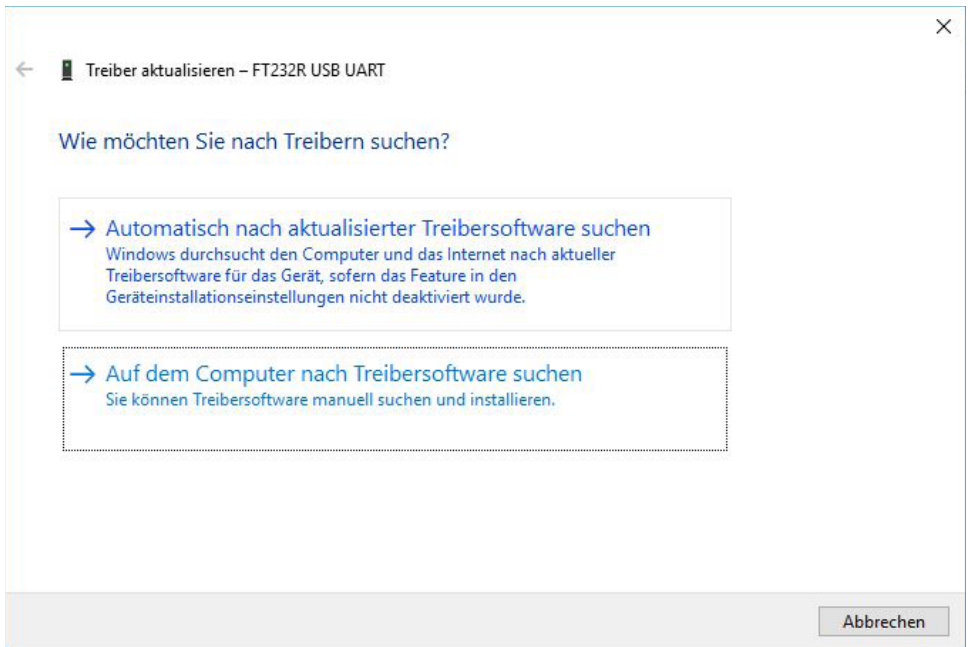 Treiber aktualisieren – FT232R USB UART
Wie möchten Sie nach Treibern suchen?
Automatisch nach aktualisierter Treibersoftware suchen
Windows durchsucht den Computer und das Internet nach aktueller
Treibersoftware für das Gerät, sofern das Feature in den
Geräteinstallationseinstellungen nicht deaktiviert wurde.
Auf dem Computer nach Treibersoftware suchen
Sie können Treibersoftware manuell suchen und installieren.
Abbrechen